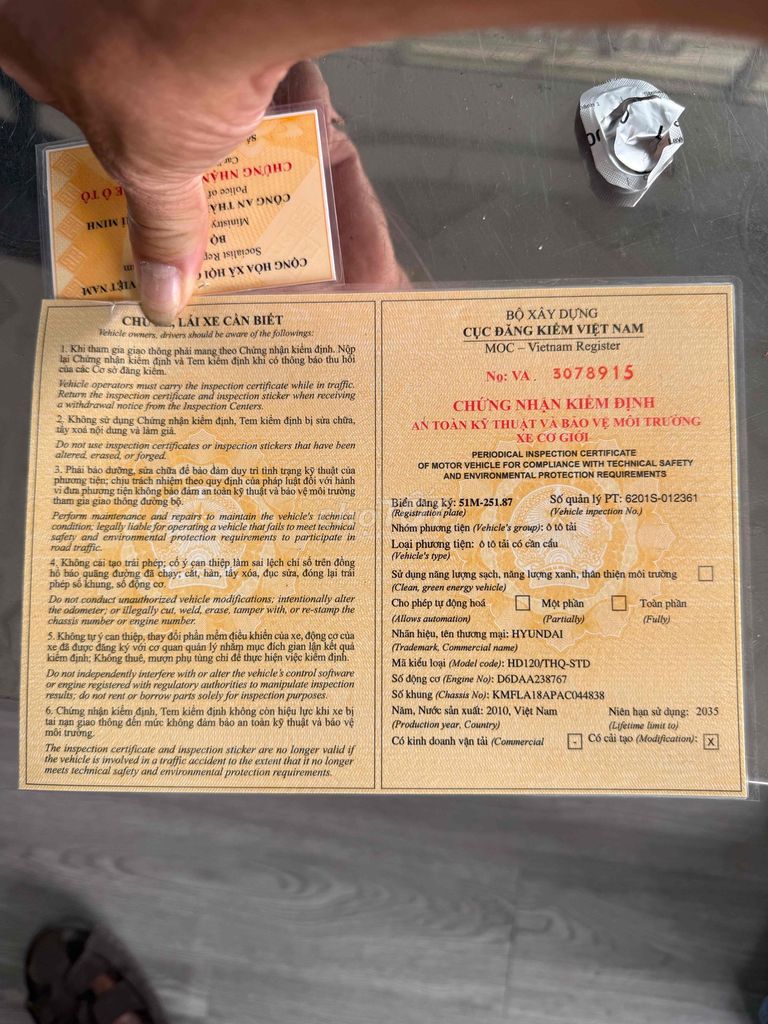 CỘNG HÒA XÃ HỘI
VIỆT NAM
Socialist Rep
BỘ
Ministry
CÔNG AN THÀ
Í MINH
Police of
CHỨNG NHẬN
E Ô TÔ
Car
CHỦ XE, LÁI XE CẦN BIẾT
Vehicle owners, drivers should be aware of the followings:
1. Khi tham gia giao thông phải mang theo Chứng nhận kiểm định. Nộp
lại Chứng nhận kiểm định và Tem kiểm định khi có thông báo thu hồi
của các Cơ sở đăng kiểm.
Vehicle operators must carry the inspection certificate while in traffic.
Return the inspection certificate and inspection sticker when receiving
a withdrawal notice from the Inspection Centers.
2. Không sử dụng Chứng nhận kiểm định, Tem kiểm định bị sửa chữa,
tẩy xoá nội dung và làm giả.
Do not use inspection certificates or inspection stickers that have been
altered, erased, or forged.
3. Phải bảo dưỡng, sửa chữa để bảo đảm duy trì tình trạng kỹ thuật của
phương tiện; chịu trách nhiệm theo quy định của pháp luật đối với hành
vi đưa phương tiện không bảo đảm an toàn kỹ thuật và bảo vệ môi trường
tham gia giao thông đường bộ.
Perform maintenance and repairs to maintain the vehicle's technical
condition; legally liable for operating a vehicle that fails to meet technical
safety and environmental protection requirements to participate in
road traffic.
4. Không cải tạo trái phép; cố ý can thiệp làm sai lệch chỉ số trên đồng
hồ báo quãng đường đã chạy; cắt, hàn, tẩy xóa, đục sửa, đóng lại trái
phép số khung, số động cơ.
Do not conduct unauthorized vehicle modifications; intentionally alter
the odometer; or illegally cut, weld, erase, tamper with, or re-stamp the
chassis number or engine number.
5. Không tự ý can thiệp, thay đổi phần mềm điều khiển của xe, động cơ của
xe đã được đăng ký với cơ quan quản lý nhằm mục đích gian lận kết quả
kiểm định; Không thuê, mượn phụ tùng chỉ để thực hiện việc kiểm định.
Do not independently interfere with or alter the vehicle's control software
or engine registered with regulatory authorities to manipulate inspection
results; do not rent or borrow parts solely for inspection purposes.
6. Chứng nhận kiểm định, Tem kiểm định không còn hiệu lực khi xe bị
tai nạn giao thông đến mức không đảm bảo an toàn kỹ thuật và bảo vệ
môi trường.
The inspection certificate and inspection sticker are no longer valid if
the vehicle is involved in a traffic accident to the extent that it no longer
meets technical safety and environmental protection requirements.
BỘ XÂY DỰNG
CỤC ĐĂNG KIỂM VIỆT NAM
MOC – Vietnam Register
No: VA 3078915
CHỨNG NHẬN KIỂM ĐỊNH
AN TOÀN KỸ THUẬT VÀ BẢO VỆ MÔI TRƯỜNG
XE CƠ GIỚI
PERIODICAL INSPECTION CERTIFICATE
OF MOTOR VEHICLE FOR COMPLIANCE WITH TECHNICAL SAFETY
AND ENVIRONMENTAL PROTECTION REQUIREMENTS
Biển đăng ký: 51M-251.87 Số quản lý PT: 6201S-012361
(Registration plate) (Vehicle inpection No.)
Nhóm phương tiện (Vehicle's group): ô tô tải
Loại phương tiện: ô tô tải có cần cẩu
(Vehicle's type)
Sử dụng năng lượng sạch, năng lượng xanh, thân thiện môi trường
(Clean, green energy vehicle)
Cho phép tự động hoá Một phần Toàn phần
(Allows automation) (Partially) (Fully)
Nhãn hiệu, tên thương mại: HYUNDAI
(Trademark, Commercial name)
Mã kiểu loại (Model code): HD120/THQ-STD
Số động cơ (Engine No): D6DAA238767
Số khung (Chassis No): KMFLA18APAC044838
Năm, Nước sản xuất: 2010, Việt Nam Niên hạn sử dụng: 2035
(Production year, Country) (Lifetime limit to)
Có kinh doanh vận tải (Commercial - Có cải tạo (Modification): X